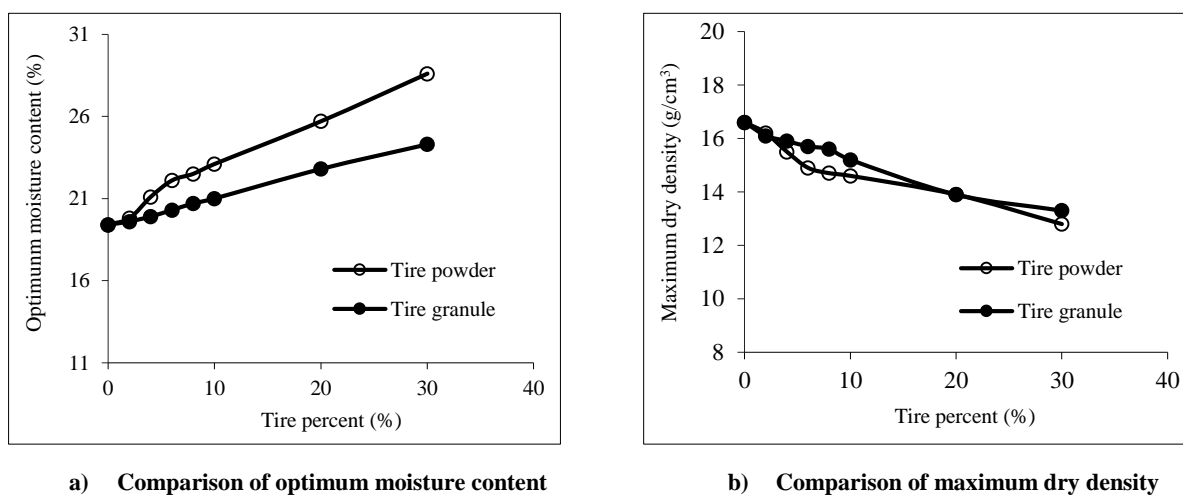 Optimunm moisture content (%)
31
26
21
16
11
0
10
20
30
40
Tire percent (%)
Tire powder
Tire granule
a) Comparison of optimum moisture content
Maximum dry density (g/cm³)
20
18
16
14
12
10
8
0
10
20
30
40
Tire percent (%)
Tire powder
Tire granule
b) Comparison of maximum dry density